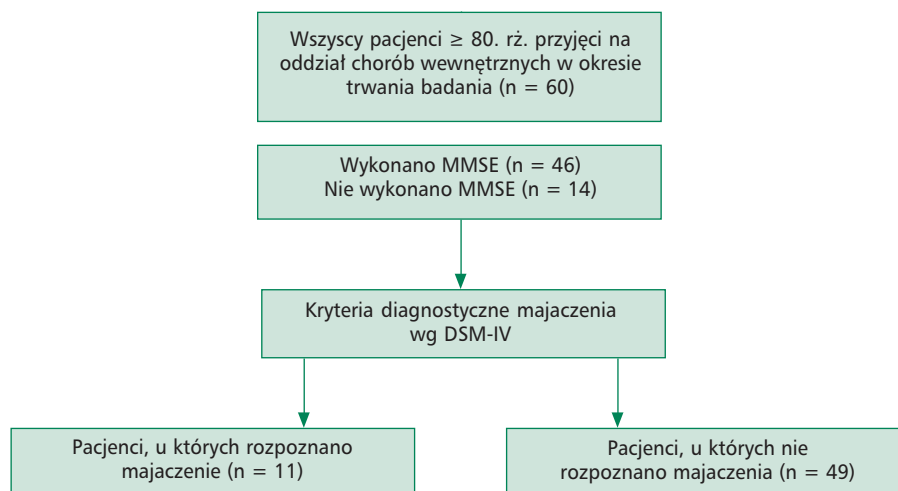 Wszyscy pacjenci ≥ 80. rż. przyjęci na
oddział chorób wewnętrznych w okresie
trwania badania (n = 60)
Wykonano MMSE (n = 46)
Nie wykonano MMSE (n = 14)
Kryteria diagnostyczne majaczenia
wg DSM-IV
Pacjenci, u których rozpoznano
majaczenie (n = 11)
Pacjenci, u których nie
rozpoznano majaczenia (n = 49)